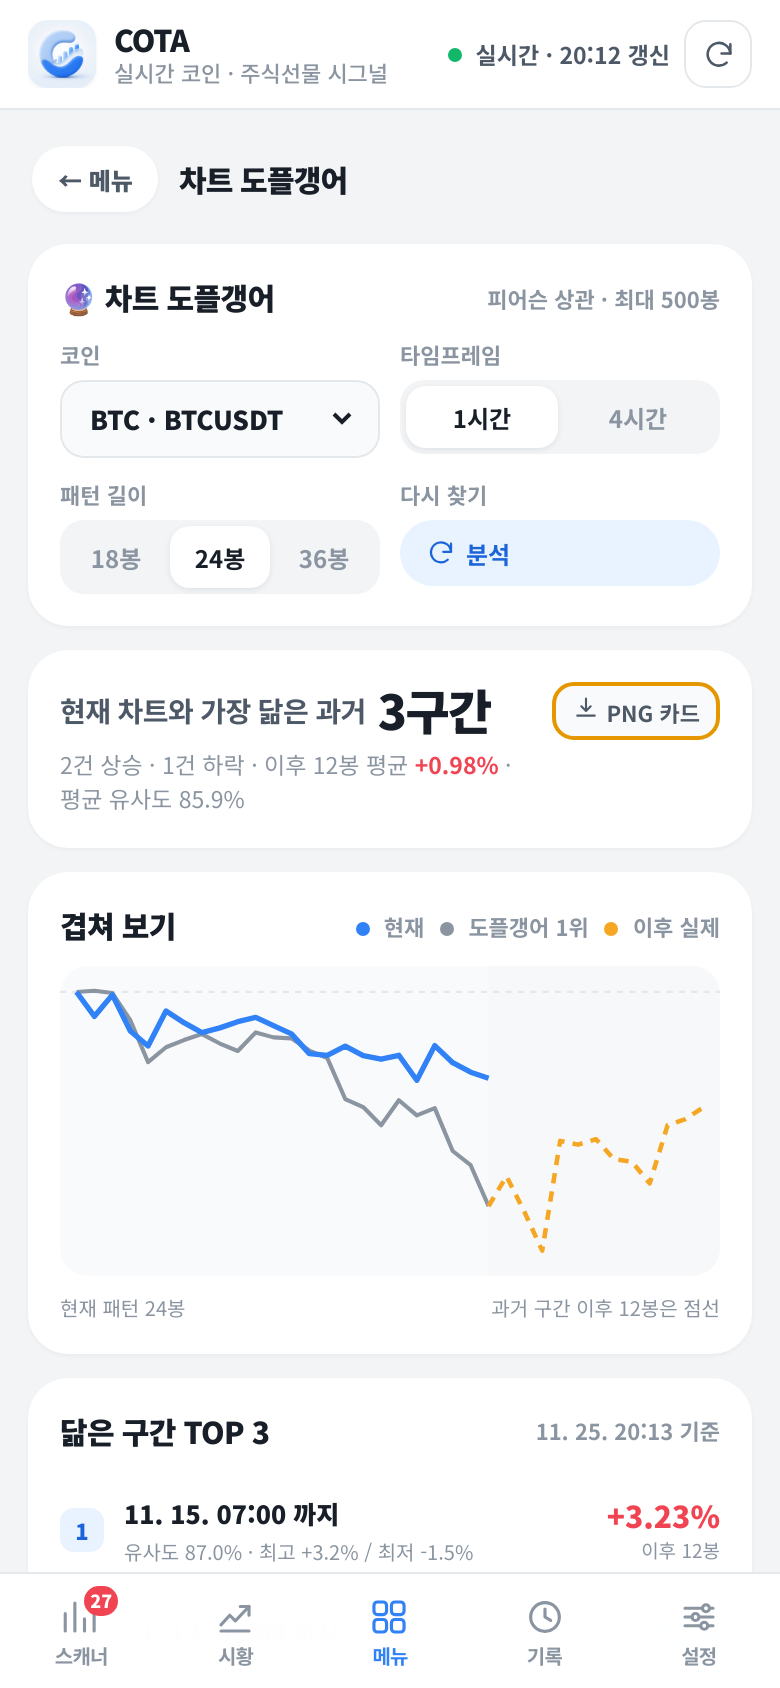 COTA
실시간 코인 · 주식선물 시그널
실시간 · 20:12 갱신
← 메뉴
차트 도플갱어
🔮 차트 도플갱어
피어슨 상관 · 최대 500봉
코인
타임프레임
BTC · BTCUSDT
1시간
4시간
패턴 길이
다시 찾기
18봉
24봉
36봉
분석
현재 차트와 가장 닮은 과거 3구간
PNG 카드
2건 상승 · 1건 하락 · 이후 12봉 평균 +0.98% ·
평균 유사도 85.9%
겹쳐 보기
현재
도플갱어 1위
이후 실제
현재 패턴 24봉
과거 구간 이후 12봉은 점선
닮은 구간 TOP 3
11. 25. 20:13 기준
1
11. 15. 07:00 까지
+3.23%
유사도 87.0% · 최고 +3.2% / 최저 -1.5%
이후 12봉
27
스캐너
시황
메뉴
기록
설정